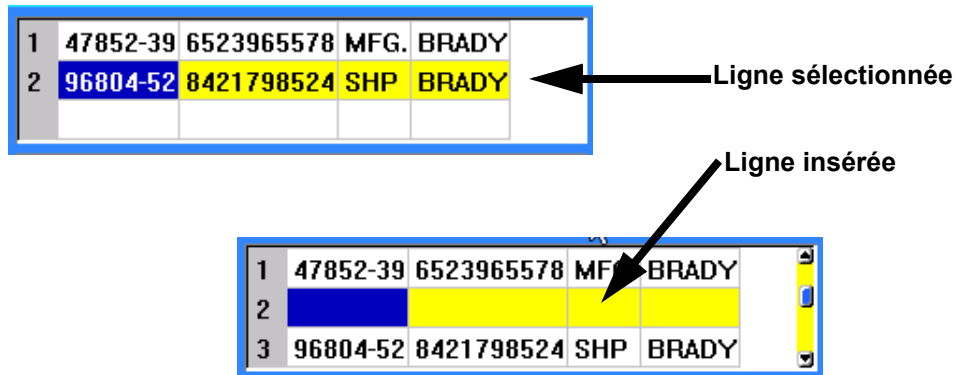 1 47852-39 6523965578 MFG. BRADY
2 96804-52 8421798524 SHP BRADY
Ligne sélectionnée
Ligne insérée
1 47852-39 6523965578 MF BRADY
2
3 96804-52 8421798524 SHP BRADY